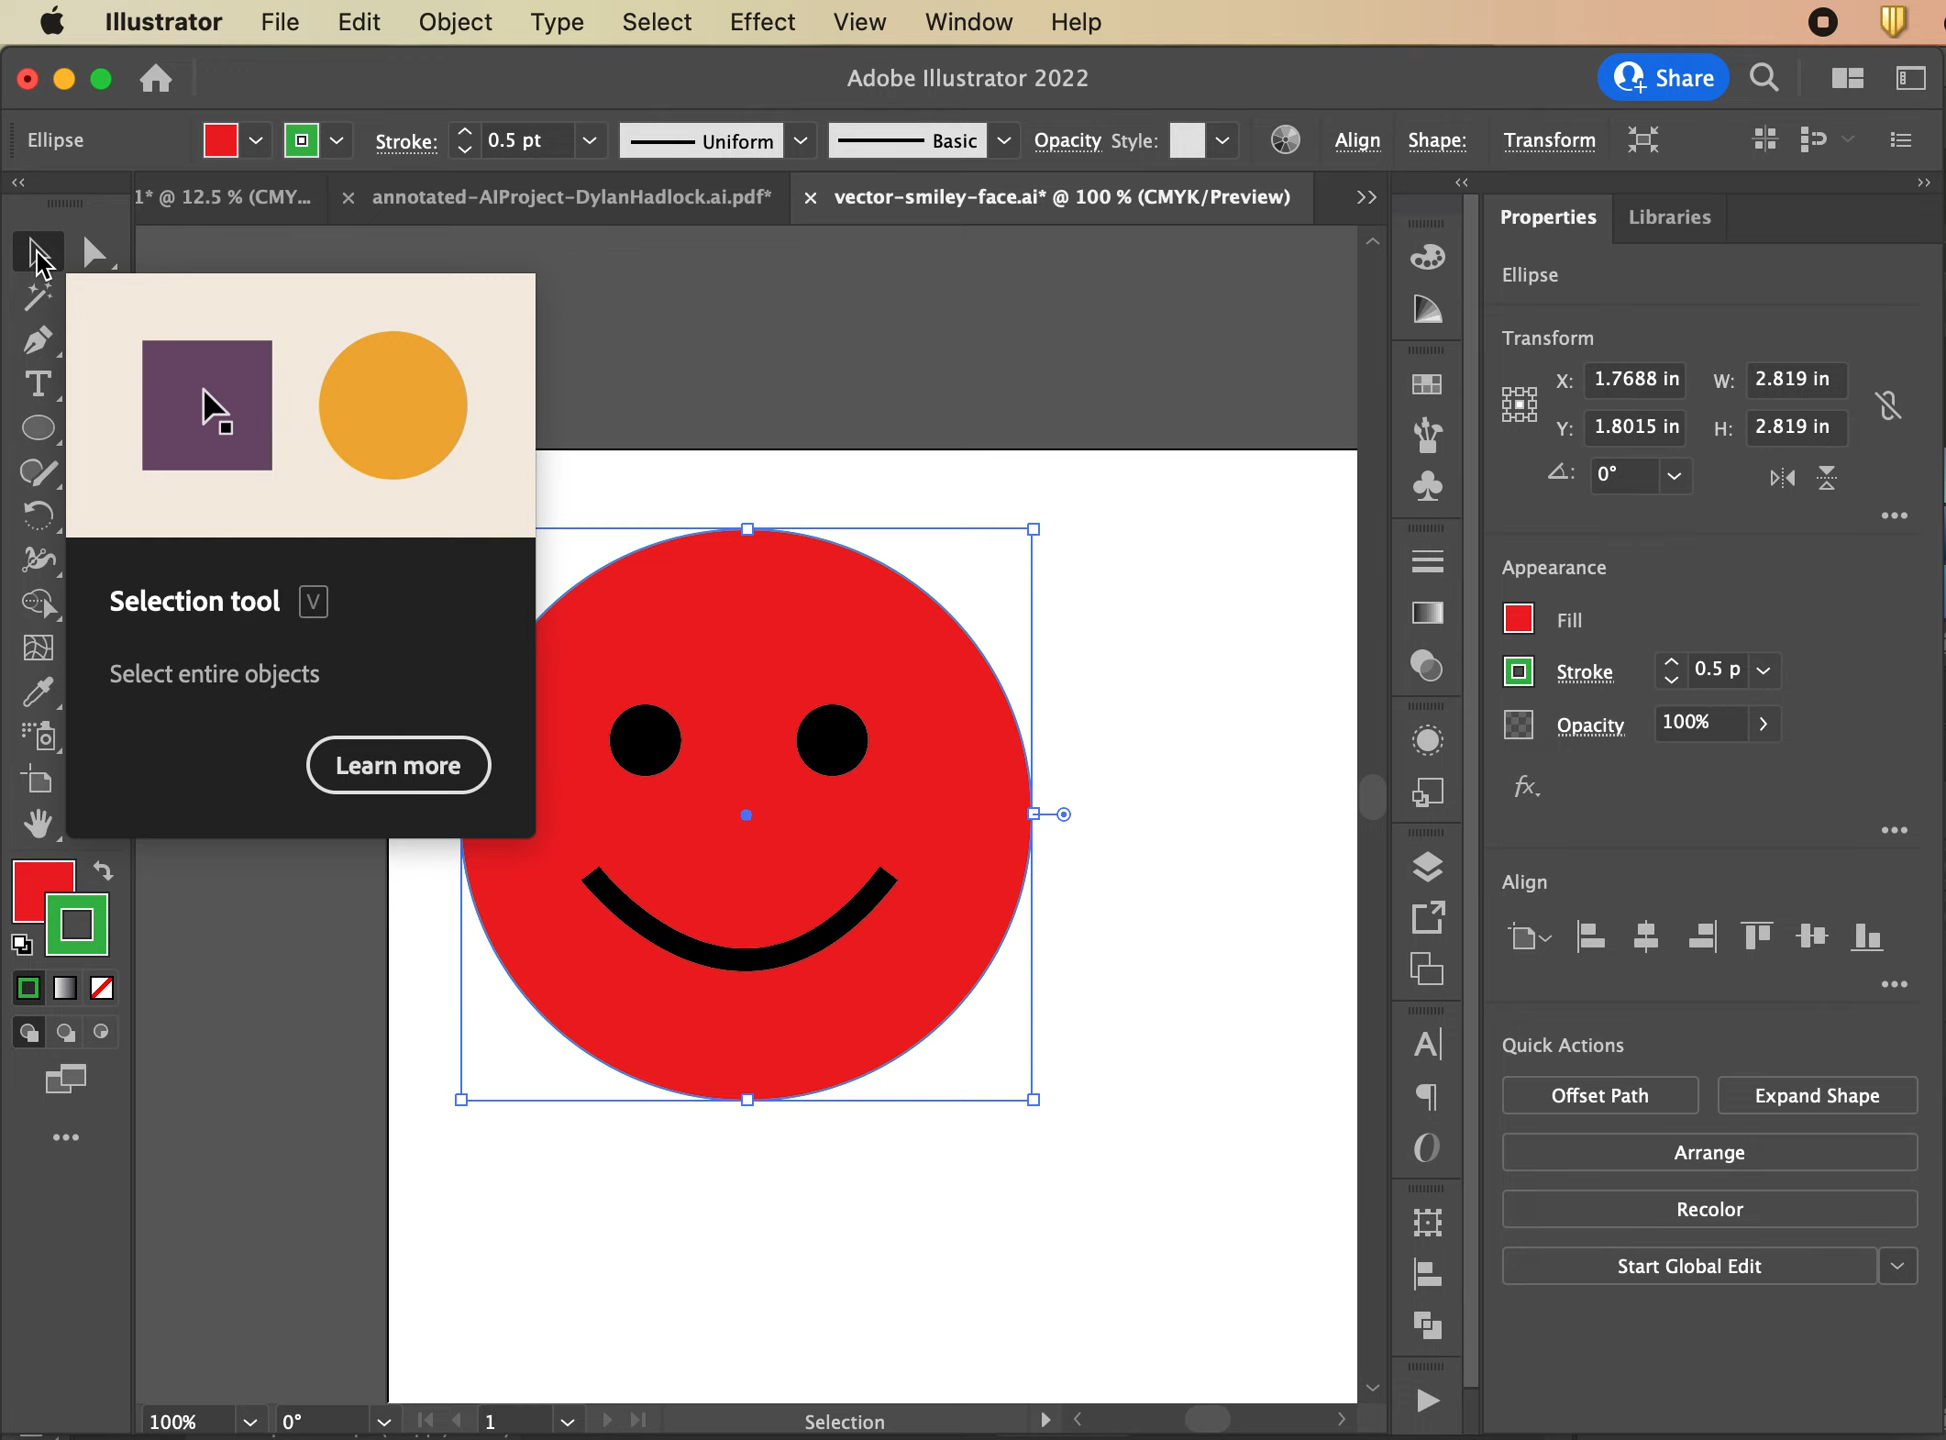 Illustrator File Edit Object Type Select Effect View Window Help
Adobe Illustrator 2022
Share
Ellipse
Stroke: 0.5 pt Uniform Basic Opacity Style: Align Shape: Transform
1* @ 12.5 % (CMY... × annotated-AIProject-DylanHadlock.ai.pdf* × vector-smiley-face.ai* @ 100 % (CMYK/Preview)
Properties Libraries
Ellipse
Transform
X: 1.7688 in W: 2.819 in
Y: 1.8015 in H: 2.819 in
0°
Appearance
Fill
Stroke 0.5 p
Opacity 100%
fx.
Align
Quick Actions
Offset Path Expand Shape
Arrange
Recolor
Start Global Edit
Selection tool V
Select entire objects
Learn more
100% 0° 1 Selection